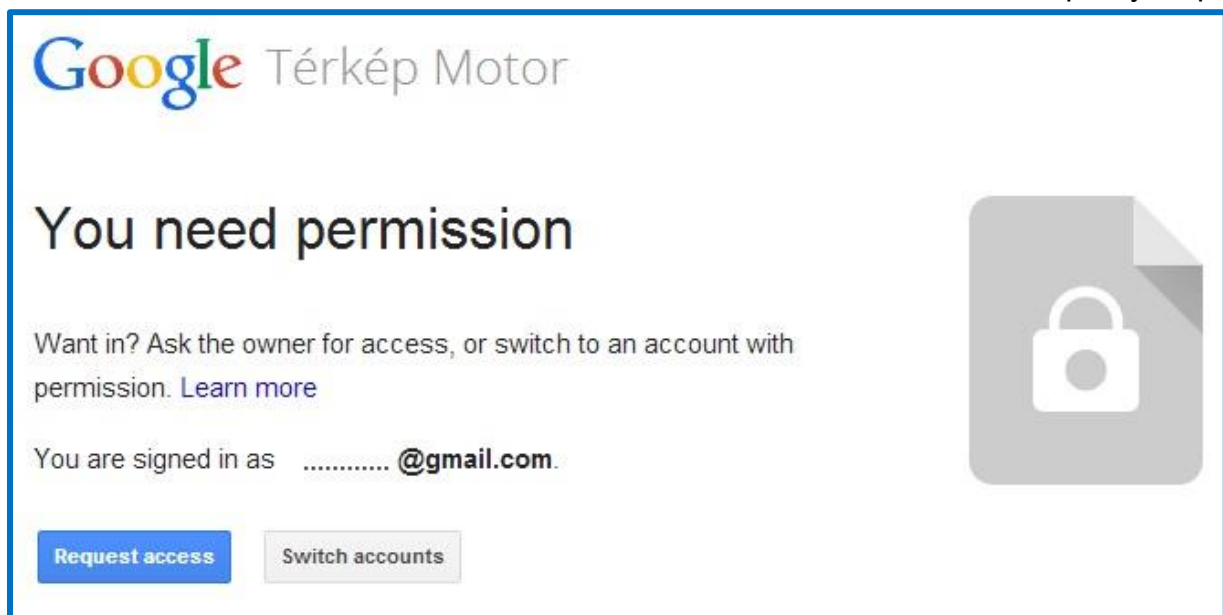 Google Térkép Motor
You need permission
Want in? Ask the owner for access, or switch to an account with
permission. Learn more
You are signed in as ............ @gmail.com.
Request access Switch accounts